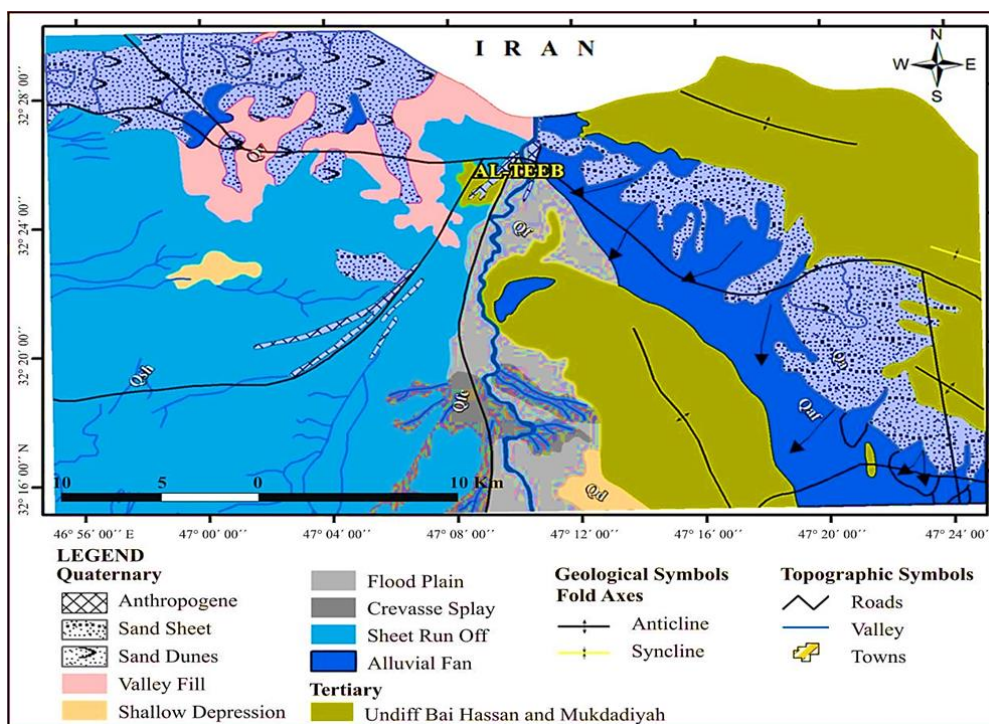 I R A N
N
W E
S
32° 28′ 00″
32° 24′ 00″
32° 20′ 00″
32° 16′ 00″ N
AL-TEEB
Qr
Qsh
Qfc
Qaf
Qd
10 5 0 10 Km
46° 56′ 00″ E 47° 00′ 00″ 47° 04′ 00″ 47° 08′ 00″ 47° 12′ 00″ 47° 16′ 00″ 47° 20′ 00″ 47° 24′ 00″
LEGEND
Quaternary
Anthropogene
Sand Sheet
Sand Dunes
Valley Fill
Shallow Depression
Flood Plain
Crevasse Splay
Sheet Run Off
Alluvial Fan
Tertiary
Undiff Bai Hassan and Mukdadiyah
Geological Symbols
Fold Axes
Anticline
Syncline
Topographic Symbols
Roads
Valley
Towns